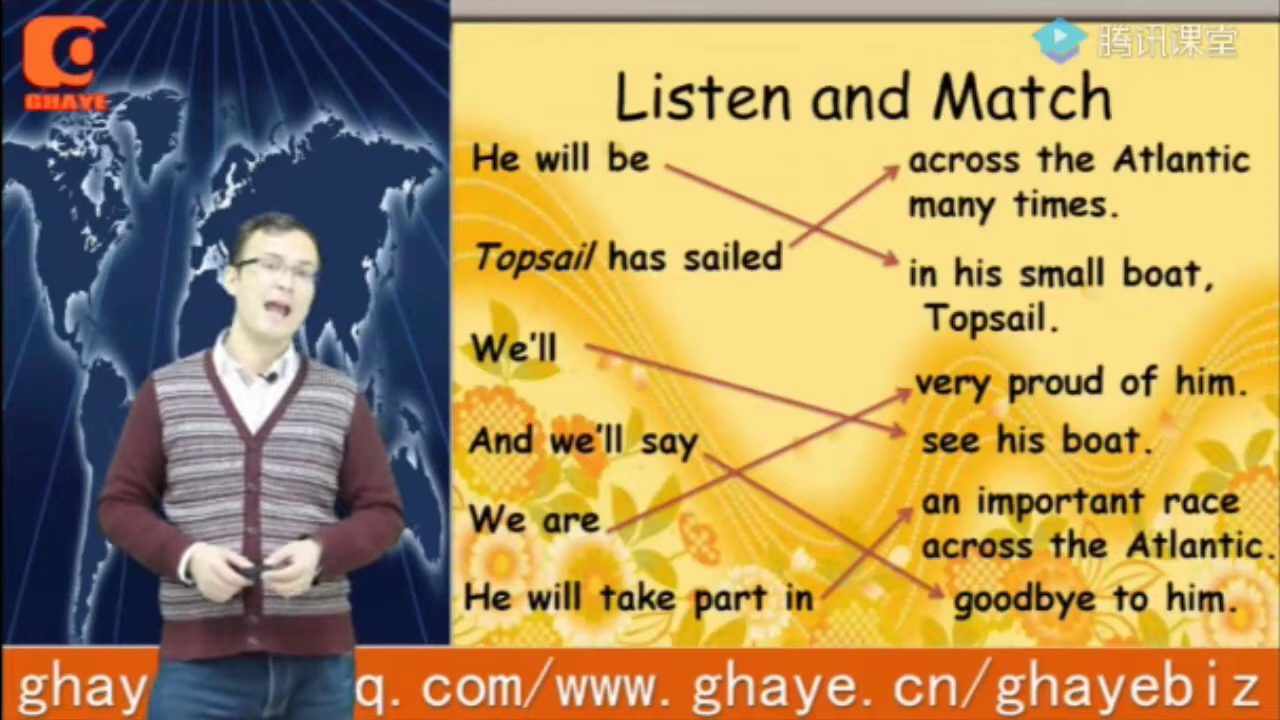 GHAYE
腾讯课堂
Listen and Match
He will be
across the Atlantic
many times.
Topsail has sailed
in his small boat,
Topsail.
We'll
very proud of him.
And we'll say
see his boat.
We are
an important race
across the Atlantic.
He will take part in
goodbye to him.
ghay q. com/www. ghaye. cn/ghayebiz